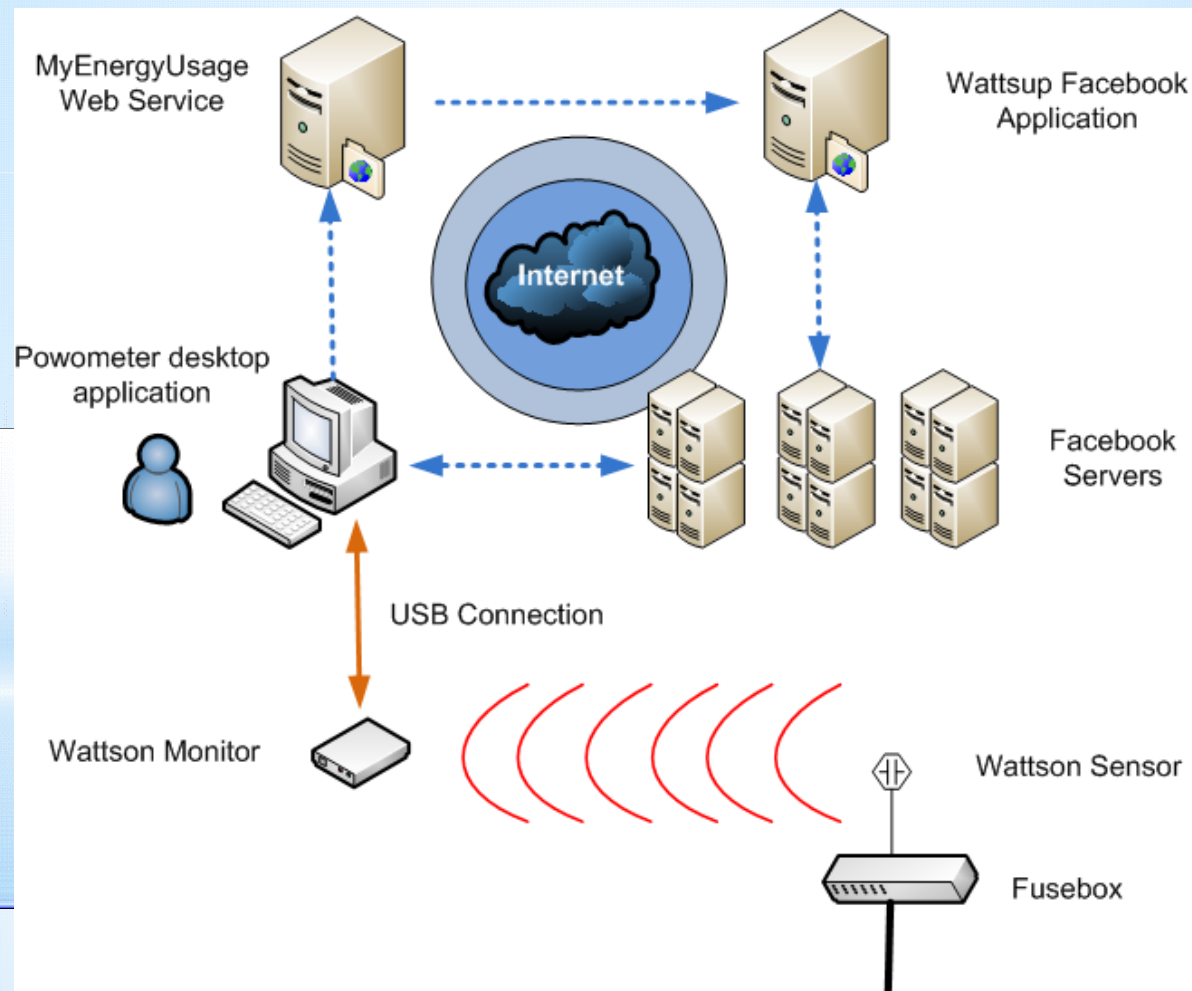 MyEnergyUsage
Web Service
Wattsup Facebook
Application
Internet
Powometer desktop
application
Facebook
Servers
USB Connection
Wattson Monitor
Wattson Sensor
Fusebox